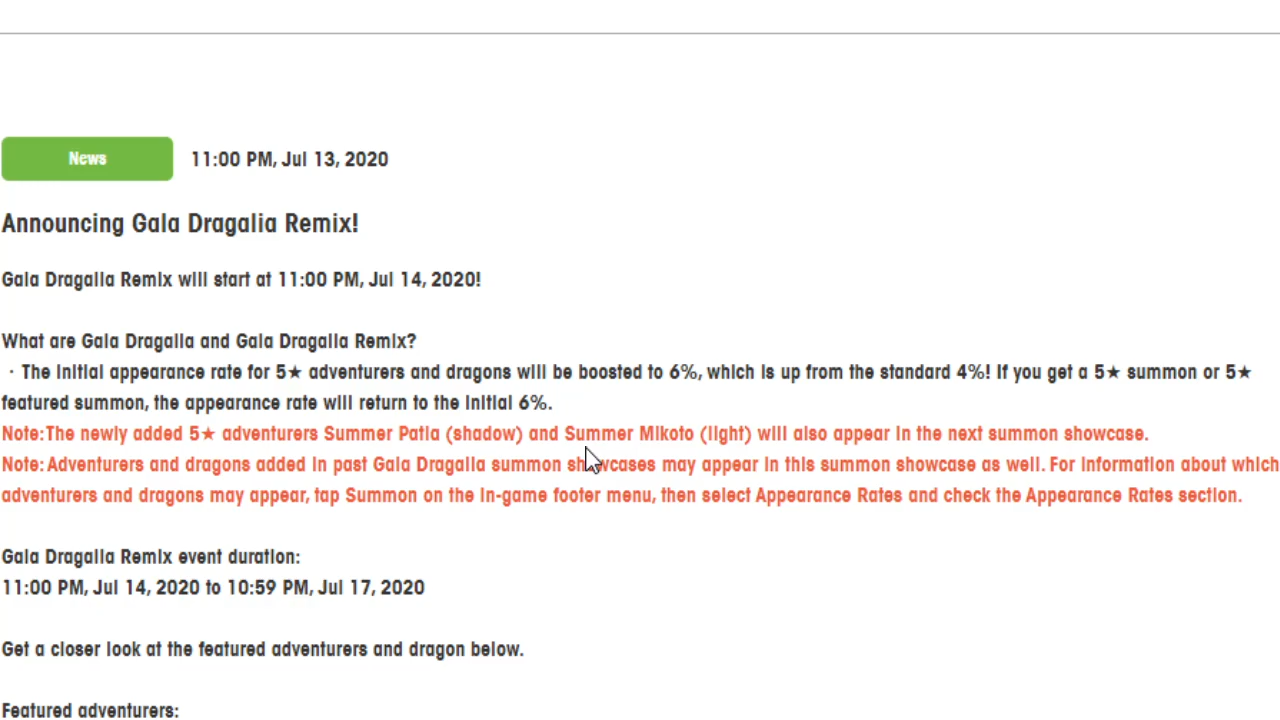 News
11:00 PM, Jul 13, 2020
Announcing Gala Dragalia Remix!
Gala Dragalia Remix will start at 11:00 PM, Jul 14, 2020!
What are Gala Dragalia and Gala Dragalia Remix?
· The initial appearance rate for 5★ adventurers and dragons will be boosted to 6%, which is up from the standard 4%! If you get a 5★ summon or 5★
featured summon, the appearance rate will return to the initial 6%.
Note: The newly added 5★ adventurers Summer Patia (shadow) and Summer Mikoto (light) will also appear in the next summon showcase.
Note: Adventurers and dragons added in past Gala Dragalia summon showcases may appear in this summon showcase as well. For information about which
adventurers and dragons may appear, tap Summon on the in-game footer menu, then select Appearance Rates and check the Appearance Rates section.
Gala Dragalia Remix event duration:
11:00 PM, Jul 14, 2020 to 10:59 PM, Jul 17, 2020
Get a closer look at the featured adventurers and dragon below.
Featured adventurers: